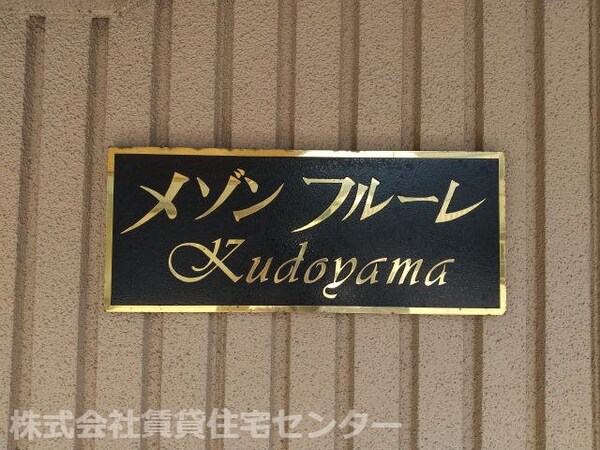 メゾン フルーレ
Kudoyama
株式会社賃貸住宅センター